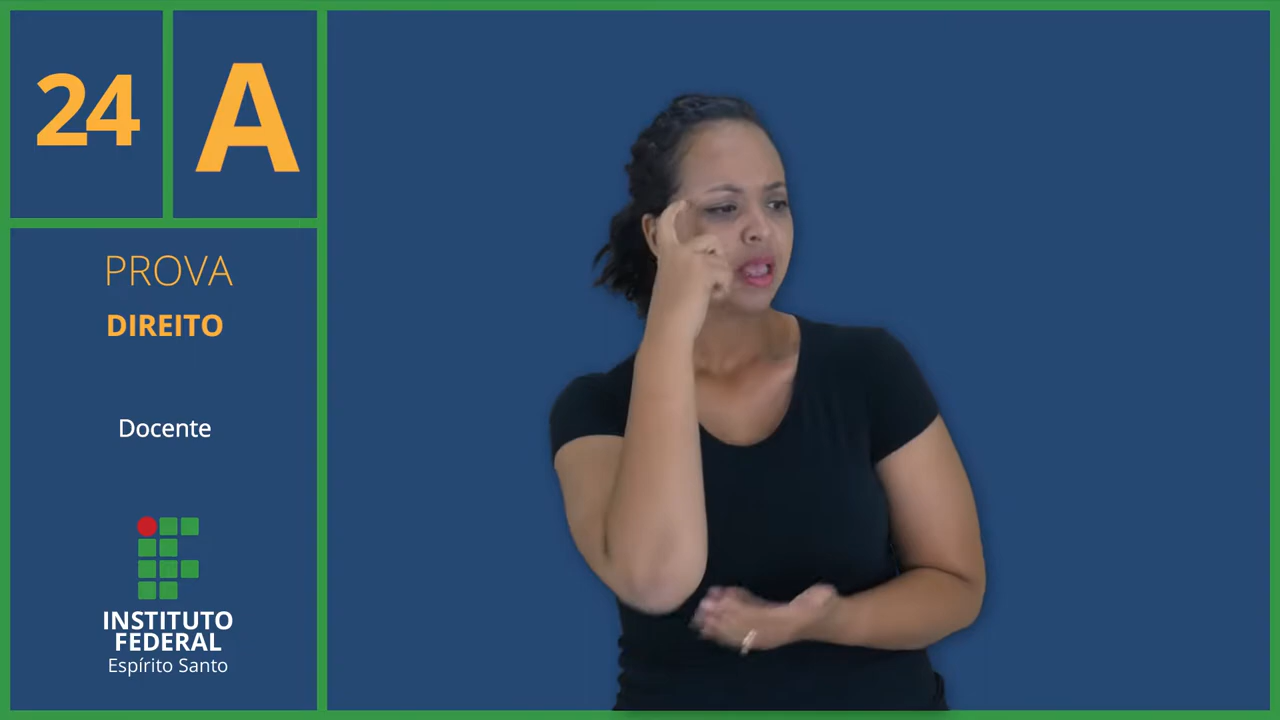 24
A
PROVA
DIREITO
Docente
INSTITUTO
FEDERAL
Espírito Santo